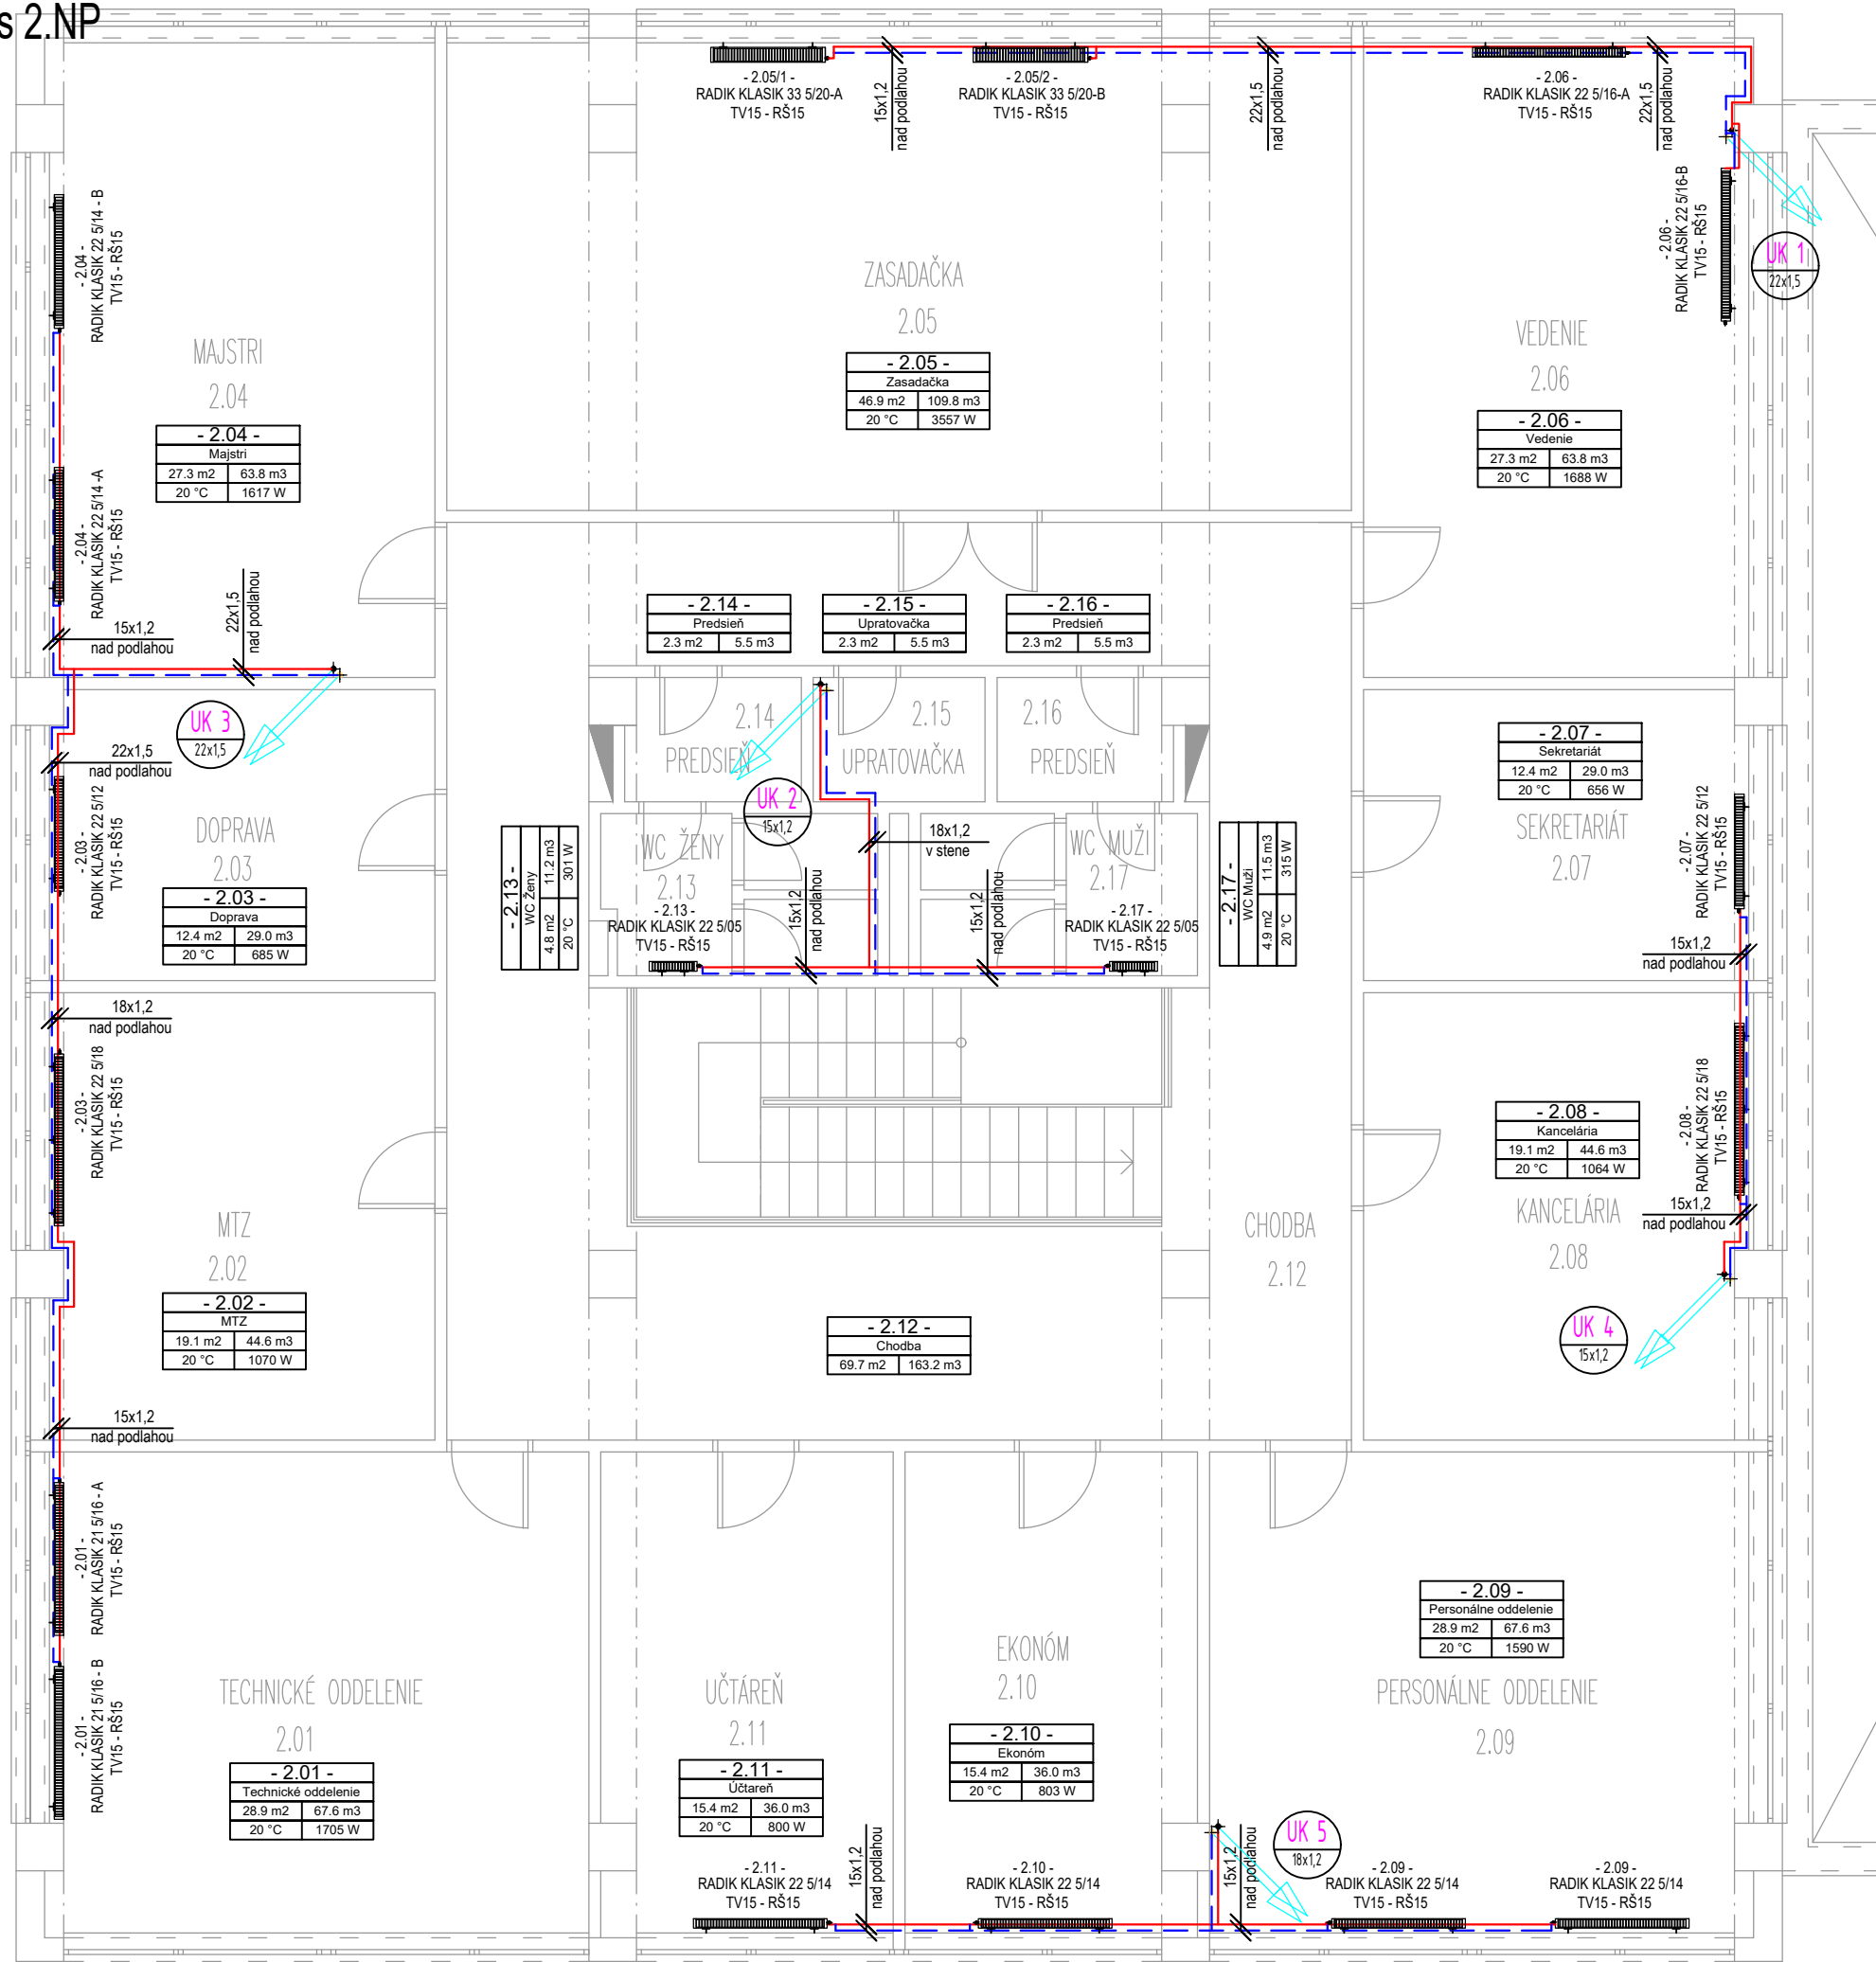 s 2.NP
- 2.05/1 -
RADIK KLASIK 33 5/20-A
TV15 - RŠ15
15x1,2
nad podlahou
- 2.05/2 -
RADIK KLASIK 33 5/20-B
TV15 - RŠ15
22x1,5
nad podlahou
- 2.06 -
RADIK KLASIK 22 5/16-A
TV15 - RŠ15
22x1,5
nad podlahou
- 2.04 -
RADIK KLASIK 22 5/14 - B
TV15 - RŠ15
- 2.06 -
RADIK KLASIK 22 5/16-B
TV15 - RŠ15
UK 1
22x1,5
ZASADAČKA
2.05
- 2.05 -
Zasadačka
46.9 m2 109.8 m3
20 °C 3557 W
MAJSTRI
2.04
- 2.04 -
Majstri
27.3 m2 63.8 m3
20 °C 1617 W
VEDENIE
2.06
- 2.06 -
Vedenie
27.3 m2 63.8 m3
20 °C 1688 W
- 2.04 -
RADIK KLASIK 22 5/14 -A
TV15 - RŠ15
15x1,2
nad podlahou
22x1,5
nad podlahou
- 2.14 -
Predsieň
2.3 m2 5.5 m3
- 2.15 -
Upratovačka
2.3 m2 5.5 m3
- 2.16 -
Predsieň
2.3 m2 5.5 m3
UK 3
22x1,5
2.14
PREDSIEŇ
2.15
UPRATOVAČKA
2.16
PREDSIEŇ
UK 2
15x1,2
22x1,5
nad podlahou
- 2.03 -
RADIK KLASIK 22 5/12
TV15 - RŠ15
DOPRAVA
2.03
- 2.03 -
Doprava
12.4 m2 29.0 m3
20 °C 685 W
- 2.13 -
WC Ženy
4.8 m2 11.2 m3
20 °C 301 W
WC ŽENY
2.13
- 2.13 -
RADIK KLASIK 22 5/05
TV15 - RŠ15
15x1,2
nad podlahou
18x1,2
v stene
15x1,2
nad podlahou
WC MUŽI
2.17
- 2.17 -
RADIK KLASIK 22 5/05
TV15 - RŠ15
- 2.17 -
WC Muži
4.9 m2 11.5 m3
20 °C 315 W
- 2.07 -
Sekretariát
12.4 m2 29.0 m3
20 °C 656 W
SEKRETARIÁT
2.07
- 2.07 -
RADIK KLASIK 22 5/12
TV15 - RŠ15
15x1,2
nad podlahou
18x1,2
nad podlahou
- 2.03 -
RADIK KLASIK 22 5/18
TV15 - RŠ15
MTZ
2.02
- 2.02 -
MTZ
19.1 m2 44.6 m3
20 °C 1070 W
- 2.08 -
Kancelária
19.1 m2 44.6 m3
20 °C 1064 W
KANCELÁRIA
2.08
- 2.08 -
RADIK KLASIK 22 5/18
TV15 - RŠ15
15x1,2
nad podlahou
UK 4
15x1,2
CHODBA
2.12
- 2.12 -
Chodba
69.7 m2 163.2 m3
15x1,2
nad podlahou
- 2.01 -
RADIK KLASIK 21 5/16 - A
TV15 - RŠ15
- 2.01 -
RADIK KLASIK 21 5/16 - B
TV15 - RŠ15
TECHNICKÉ ODDELENIE
2.01
- 2.01 -
Technické oddelenie
28.9 m2 67.6 m3
20 °C 1705 W
UČTÁREŇ
2.11
- 2.11 -
Účtareň
15.4 m2 36.0 m3
20 °C 800 W
EKONÓM
2.10
- 2.10 -
Ekonóm
15.4 m2 36.0 m3
20 °C 803 W
- 2.09 -
Personálne oddelenie
28.9 m2 67.6 m3
20 °C 1590 W
PERSONÁLNE ODDELENIE
2.09
UK 5
18x1,2
- 2.11 -
RADIK KLASIK 22 5/14
TV15 - RŠ15
15x1,2
nad podlahou
- 2.10 -
RADIK KLASIK 22 5/14
TV15 - RŠ15
15x1,2
nad podlahou
- 2.09 -
RADIK KLASIK 22 5/14
TV15 - RŠ15
- 2.09 -
RADIK KLASIK 22 5/14
TV15 - RŠ15